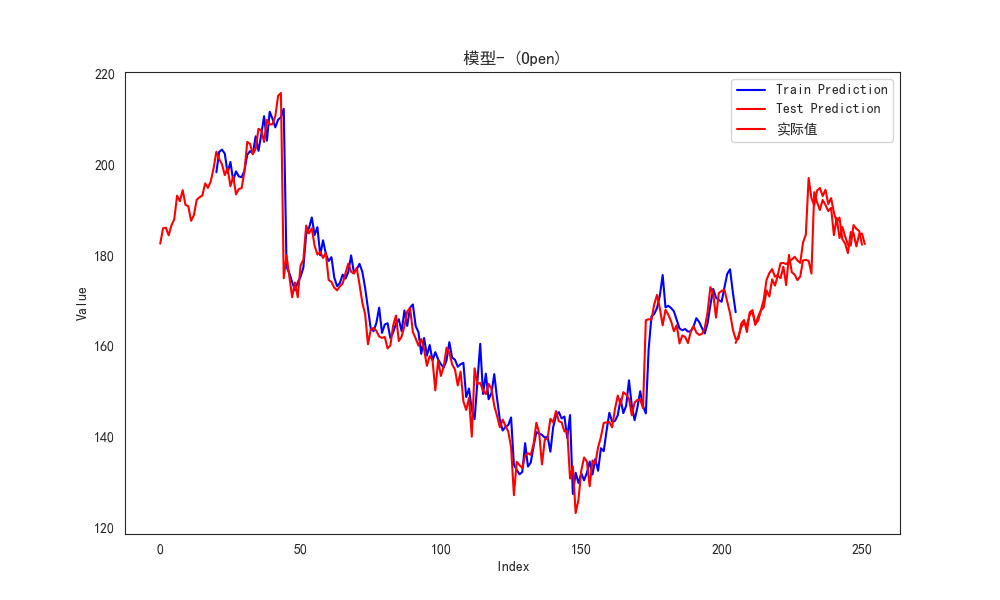 模型- (Open)
Train Prediction
Test Prediction
实际值
Value
220
200
180
160
140
120
0 50 100 150 200 250
Index